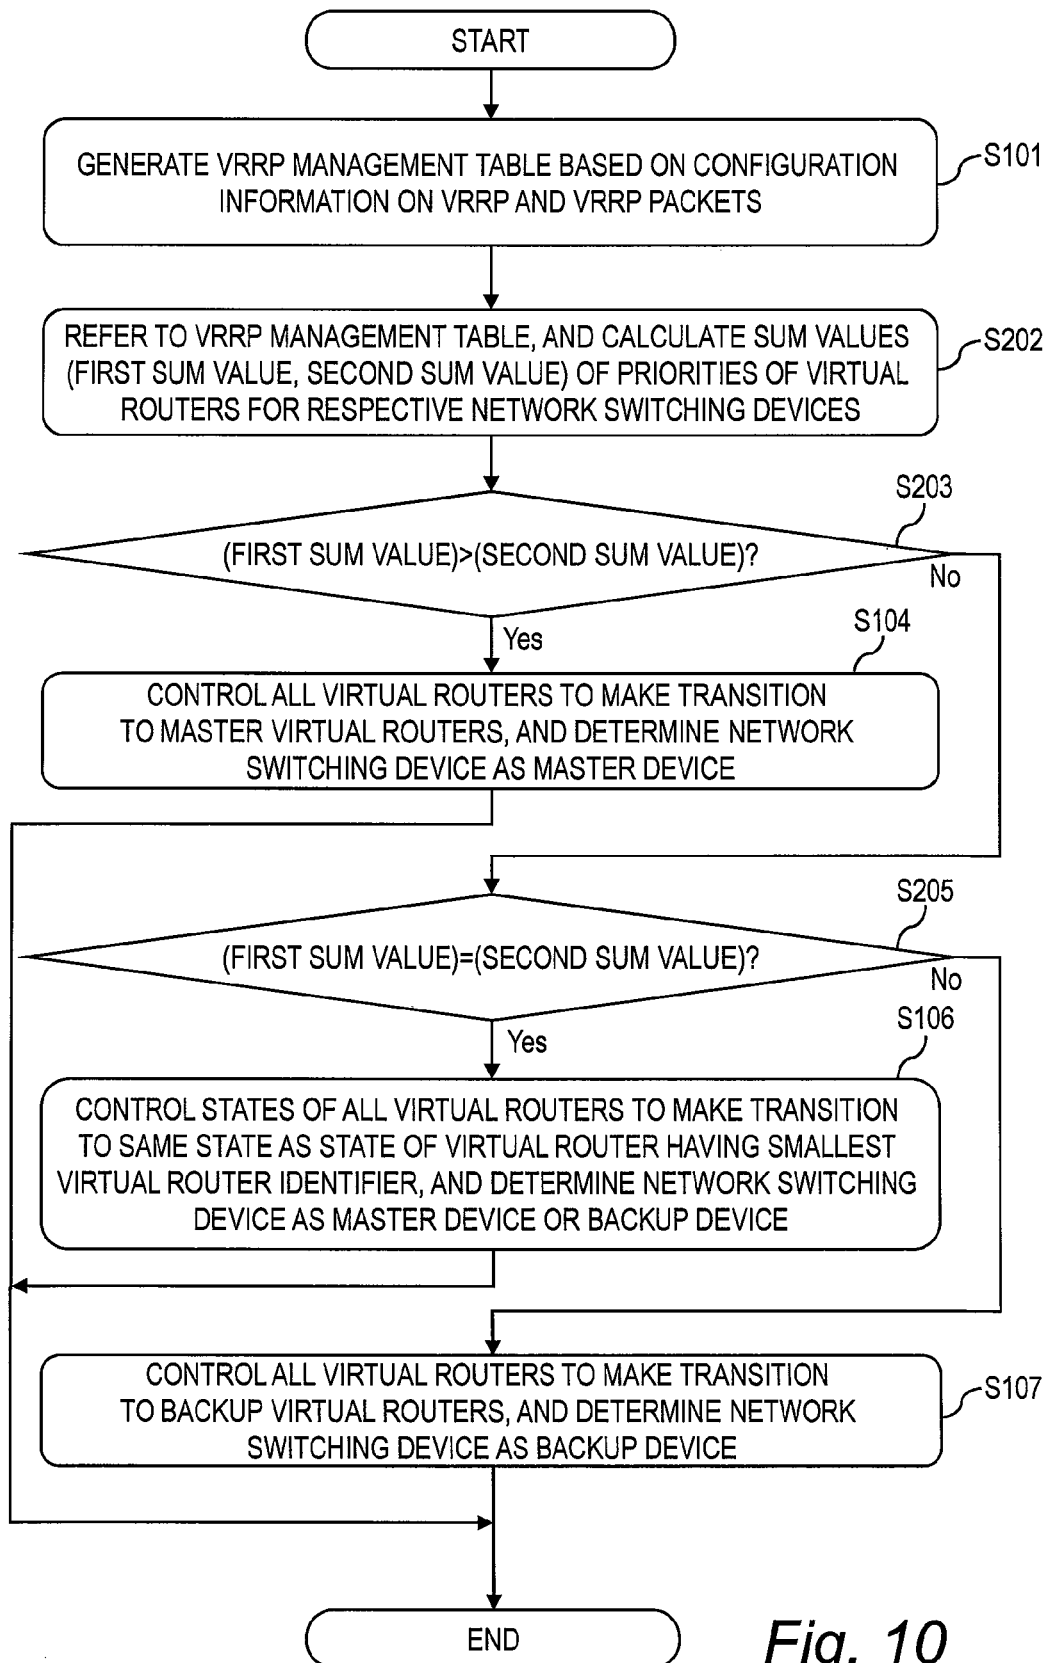 START
GENERATE VRRP MANAGEMENT TABLE BASED ON CONFIGURATION
INFORMATION ON VRRP AND VRRP PACKETS
S101
REFER TO VRRP MANAGEMENT TABLE, AND CALCULATE SUM VALUES
(FIRST SUM VALUE, SECOND SUM VALUE) OF PRIORITIES OF VIRTUAL
ROUTERS FOR RESPECTIVE NETWORK SWITCHING DEVICES
S202
S203
(FIRST SUM VALUE)>(SECOND SUM VALUE)?
No
Yes
S104
CONTROL ALL VIRTUAL ROUTERS TO MAKE TRANSITION
TO MASTER VIRTUAL ROUTERS, AND DETERMINE NETWORK
SWITCHING DEVICE AS MASTER DEVICE
S205
(FIRST SUM VALUE)=(SECOND SUM VALUE)?
No
Yes
S106
CONTROL STATES OF ALL VIRTUAL ROUTERS TO MAKE TRANSITION
TO SAME STATE AS STATE OF VIRTUAL ROUTER HAVING SMALLEST
VIRTUAL ROUTER IDENTIFIER, AND DETERMINE NETWORK SWITCHING
DEVICE AS MASTER DEVICE OR BACKUP DEVICE
CONTROL ALL VIRTUAL ROUTERS TO MAKE TRANSITION
TO BACKUP VIRTUAL ROUTERS, AND DETERMINE NETWORK
SWITCHING DEVICE AS BACKUP DEVICE
S107
END
Fig. 10